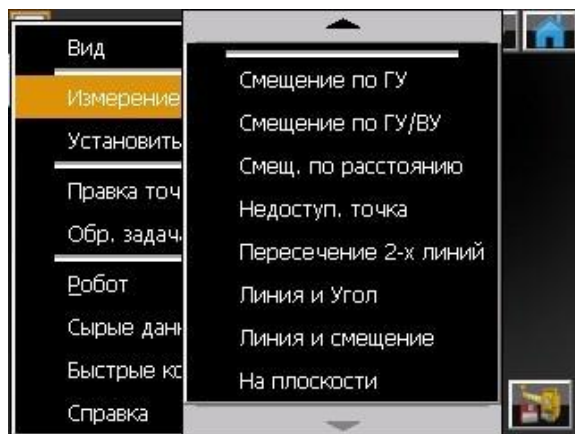 Вид
Измерение
Установить
Правка точ
Обр. задач
Робот
Сырые данн
Быстрые ко
Справка
Смещение по ГУ
Смещение по ГУ/ВУ
Смещ. по расстоянию
Недоступ. точка
Пересечение 2-х линий
Линия и Угол
Линия и смещение
На плоскости